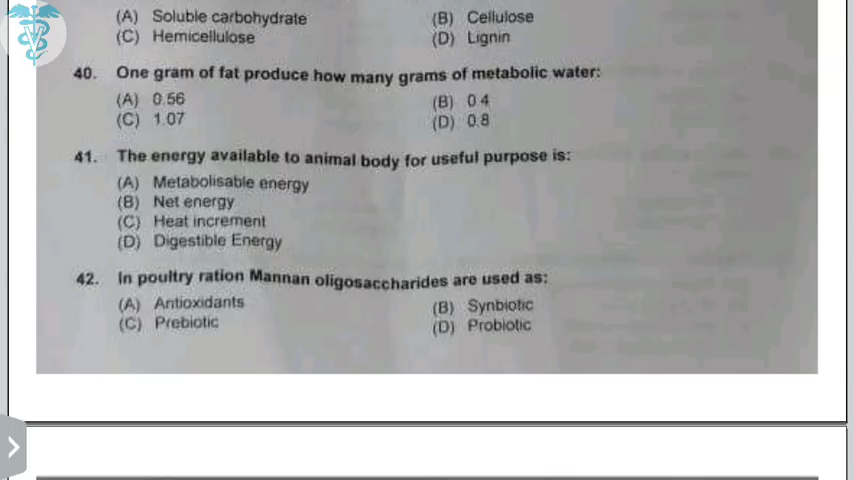 (A) Soluble carbohydrate (B) Cellulose
(C) Hemicellulose (D) Lignin
40. One gram of fat produce how many grams of metabolic water:
(A) 0.56 (B) 0 4
(C) 1.07 (D) 0.8
41. The energy available to animal body for useful purpose is:
(A) Metabolisable energy
(B) Net energy
(C) Heat increment
(D) Digestible Energy
42. In poultry ration Mannan oligosaccharides are used as:
(A) Antioxidants (B) Synbiotic
(C) Prebiotic (D) Probiotic